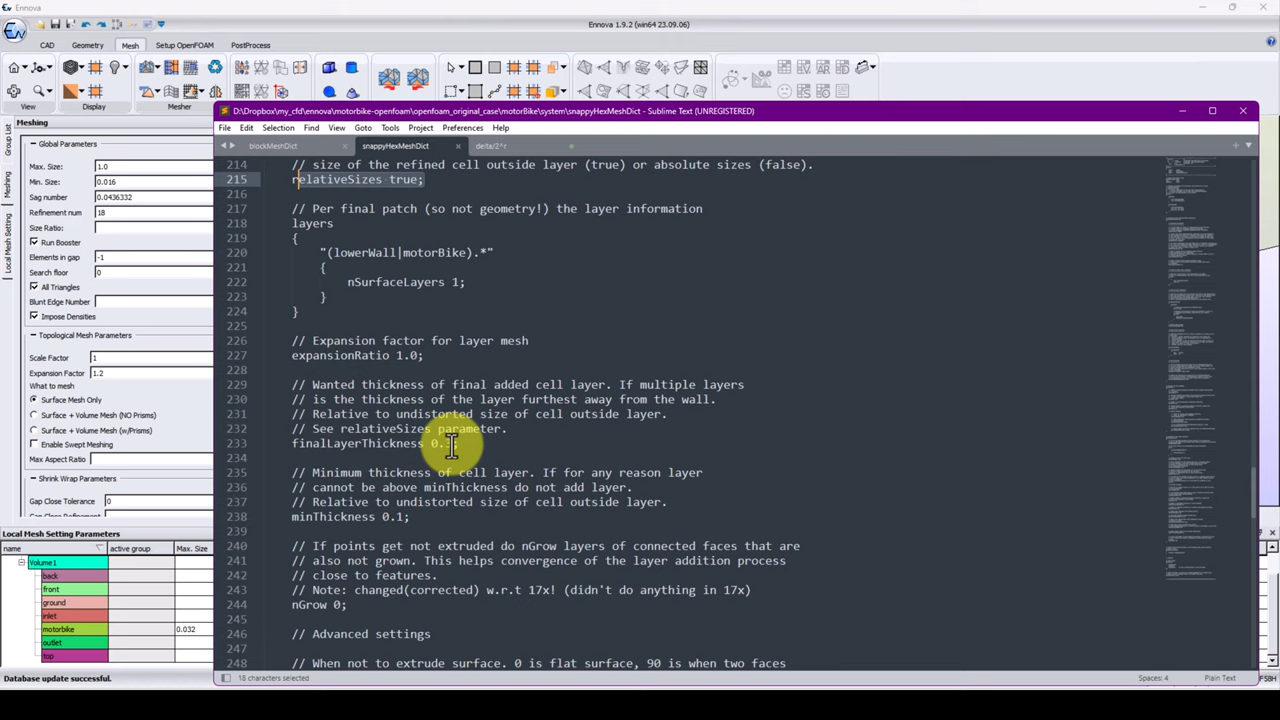 Ennova
Ennova 1.9.2 (win64 23.09.06)
CAD Geometry Mesh Setup OpenFOAM PostProcess
View Display Mesher
D:\Dropbox\my_cfd\ennova\motorbike-openfoam\openfoam_original_case\motorBike\system\snappyHexMeshDict - Sublime Text (UNREGISTERED)
File Edit Selection Find View Goto Tools Project Preferences Help
blockMeshDict snappyHexMeshDict delta/2^r
Group List
Meshing
Local Mesh Setting
Meshing
Global Parameters
Max. Size: 1.0
Min. Size: 0.016
Sag number 0.0436332
Refinement num 18
Size Ratio:
Run Booster
Elements in gap -1
Search floor 0
All Triangles
Blunt Edge Number
Impose Densities
Topological Mesh Parameters
Scale Factor 1
Expansion Factor 1.2
What to mesh
Surface Mesh Only
Surface + Volume Mesh (NO Prisms)
Surface + Volume Mesh (w/Prisms)
Enable Swept Meshing
Max Aspect Ratio
Shrink Wrap Parameters
Gap Close Tolerance 0
Local Mesh Setting Parameters
name active group Max. Size
Volume1
back
front
ground
inlet
motorbike 0.032
outlet
top
Database update successful.
214 // size of the refined cell outside layer (true) or absolute sizes (false).
215 relativeSizes true;
216
217 // Per final patch (so not geometry!) the layer information
218 layers
219 {
220 "(lowerWall|motorBike).*"
221 {
222 nSurfaceLayers 1;
223 }
224 }
225
226 // Expansion factor for layer mesh
227 expansionRatio 1.0;
228
229 // Wanted thickness of final added cell layer. If multiple layers
230 // is the thickness of the layer furthest away from the wall.
231 // Relative to undistorted size of cell outside layer.
232 // See relativeSizes parameter.
233 finalLayerThickness
234
235 // Minimum thickness of cell layer. If for any reason layer
236 // cannot be above minThickness do not add layer.
237 // Relative to undistorted size of cell outside layer.
238 minThickness 0.1;
239
240 // If points get not extruded do nGrow layers of connected faces that are
241 // also not grown. This helps convergence of the layer addition process
242 // close to features.
243 // Note: changed(corrected) w.r.t 17x! (didn't do anything in 17x)
244 nGrow 0;
245
246 // Advanced settings
247
248 // When not to extrude surface. 0 is flat surface, 90 is when two faces
18 characters selected
Spaces: 4 Plain Text